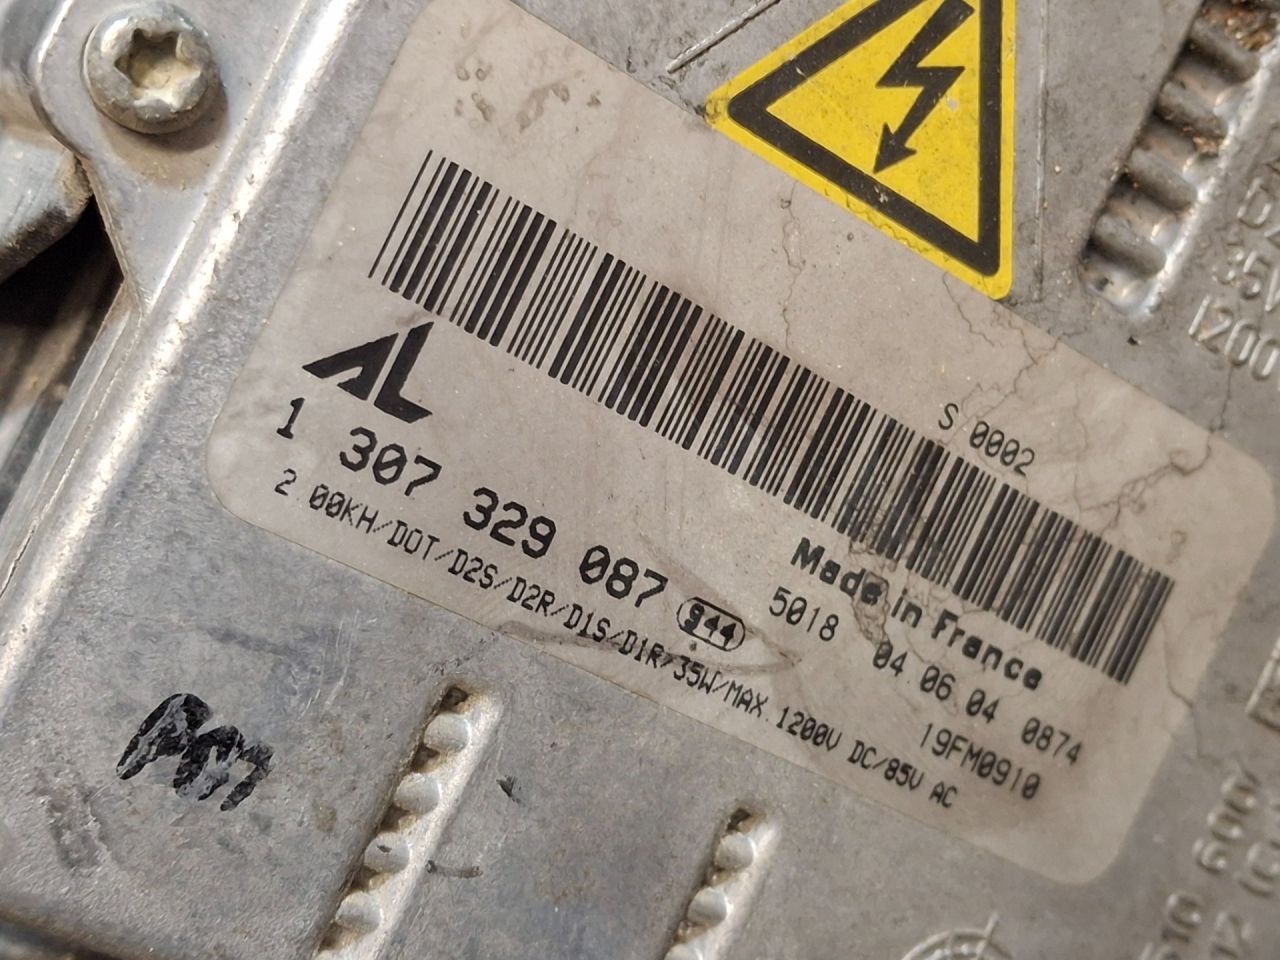 S 0002
AL
1 307 329 087
944
2.00KH/DOT/D2S/D2R/D1S/D1R/35W/MAX.1200V DC/85V AC
Made in France
5018 04.06.04 0874
19FM0910
35W
1200